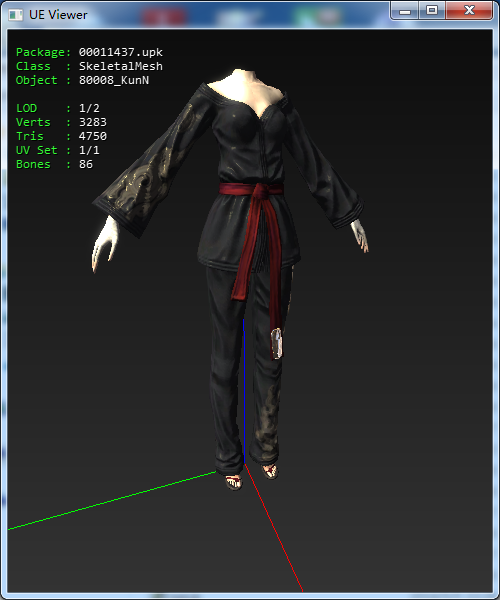 UE Viewer
Package: 00011437.upk
Class : SkeletalMesh
Object : 80008_KunN
LOD : 1/2
Verts : 3283
Tris : 4750
UV Set : 1/1
Bones : 86